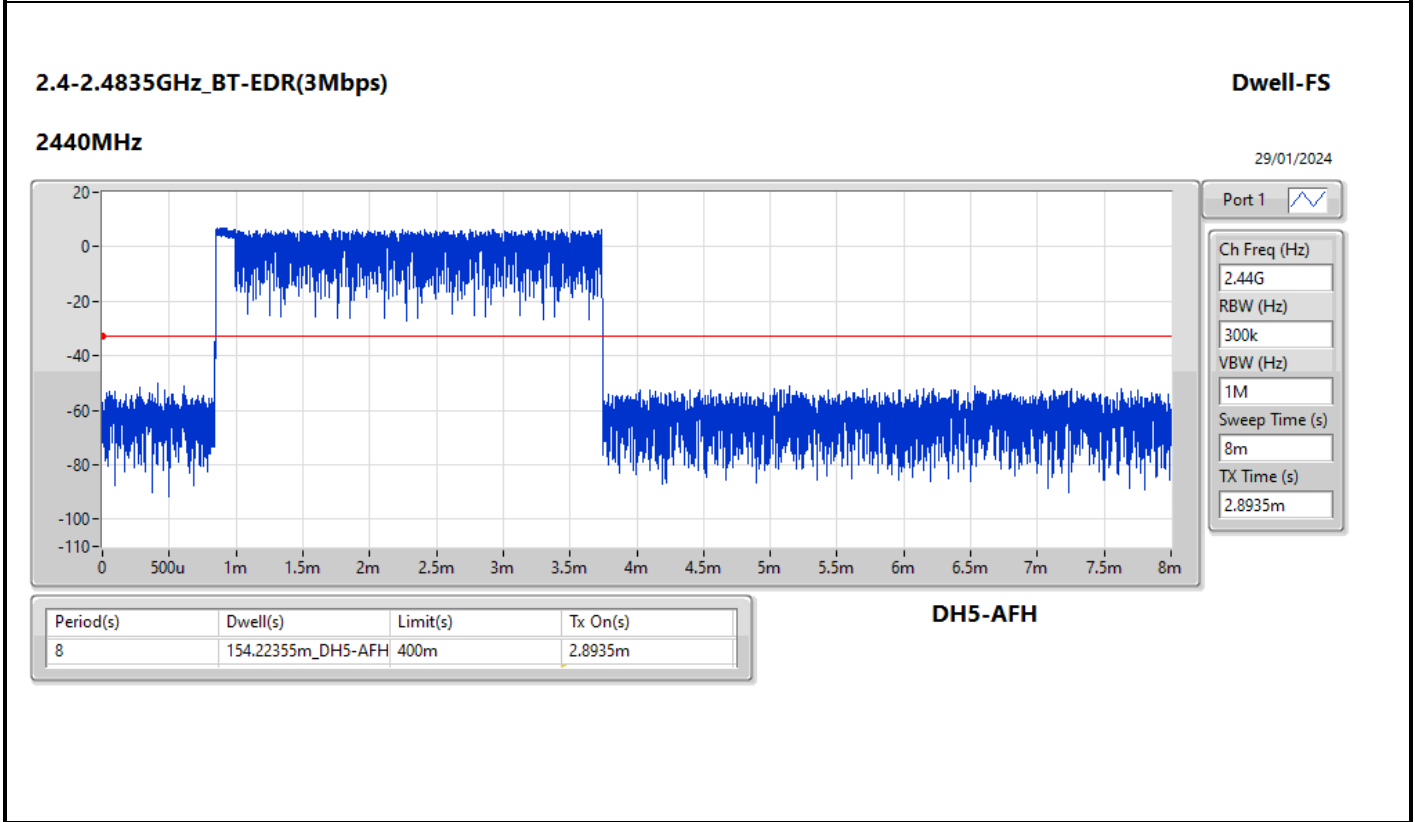 2.4-2.4835GHz_BT-EDR(3Mbps)
Dwell-FS
2440MHz
29/01/2024
20
0
-20
-40
-60
-80
-100
-110
0 500u 1m 1.5m 2m 2.5m 3m 3.5m 4m 4.5m 5m 5.5m 6m 6.5m 7m 7.5m 8m
Port 1
Ch Freq (Hz)
2.44G
RBW (Hz)
300k
VBW (Hz)
1M
Sweep Time (s)
8m
TX Time (s)
2.8935m
Period(s) Dwell(s) Limit(s) Tx On(s)
8 154.22355m_DH5-AFH 400m 2.8935m
DH5-AFH